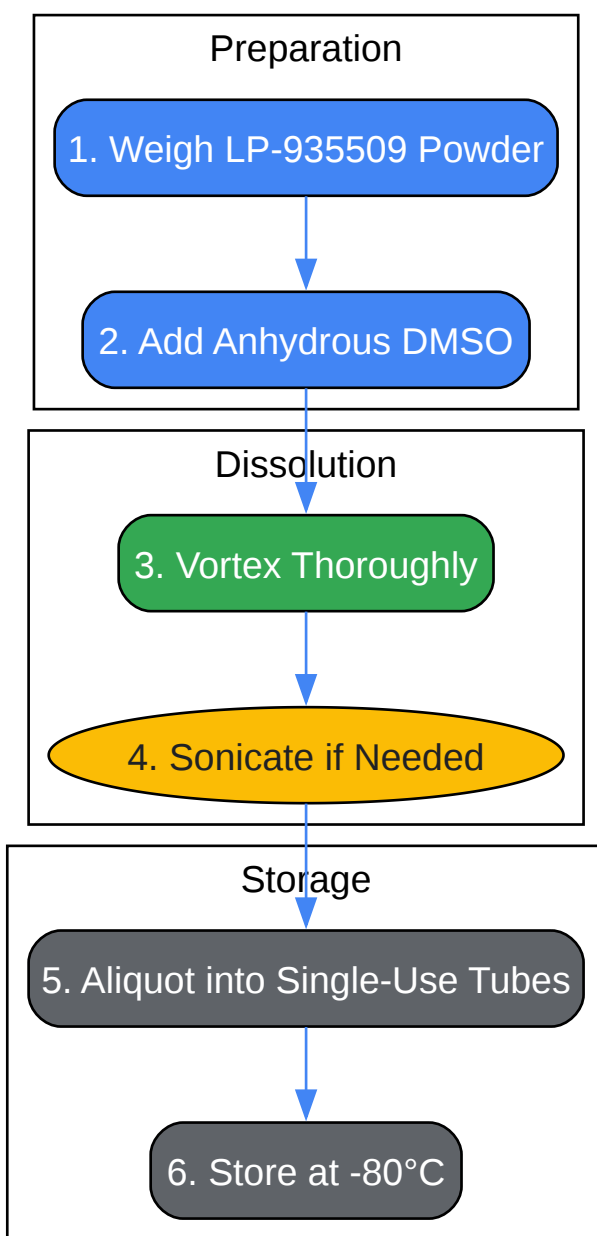 Preparation
1. Weigh LP-935509 Powder
2. Add Anhydrous DMSO
Dissolution
3. Vortex Thoroughly
4. Sonicate if Needed
Storage
5. Aliquot into Single-Use Tubes
6. Store at -80°C